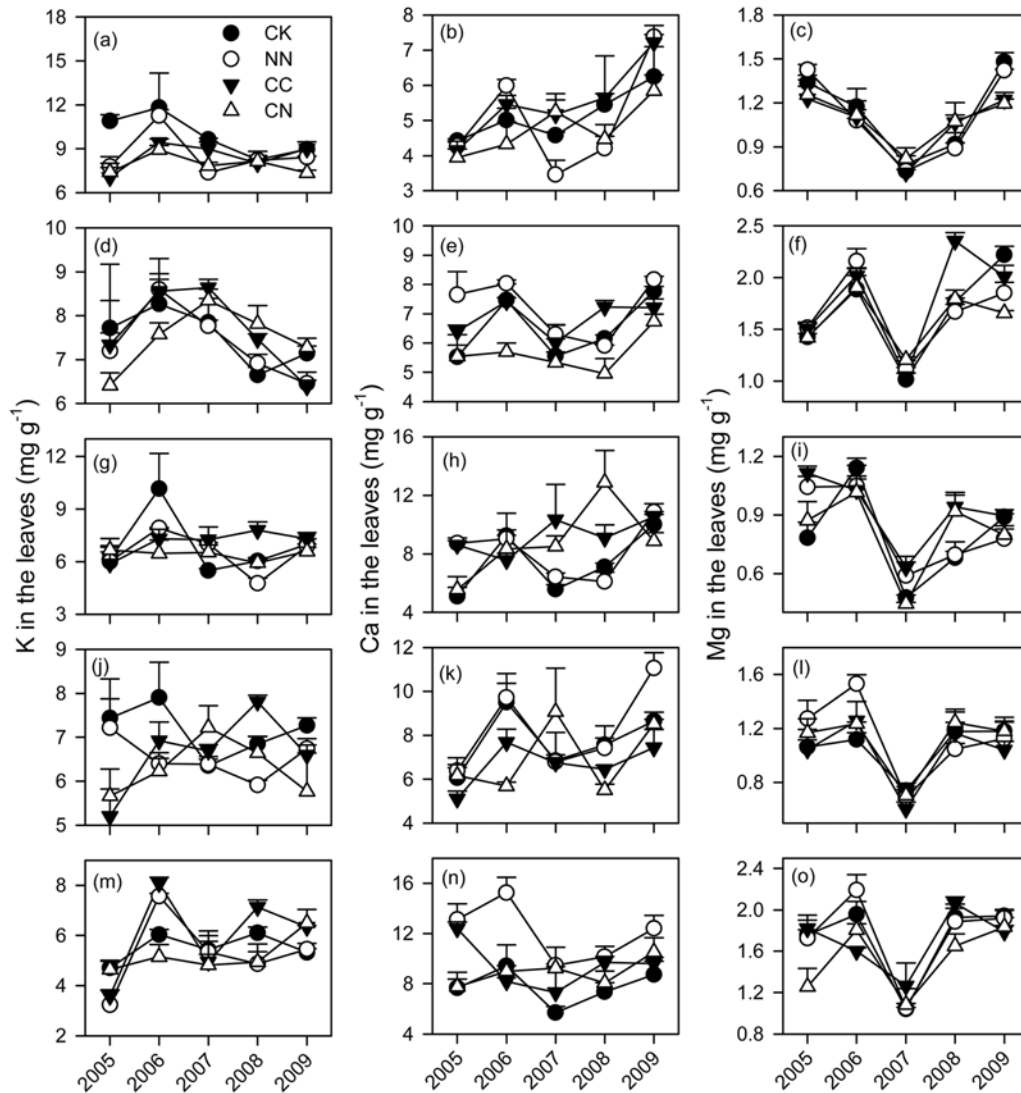 K in the leaves (mg g⁻¹)
18
15
12
9
6
(a)
CK
NN
CC
CN
Ca in the leaves (mg g⁻¹)
8
7
6
5
4
3
(b)
Mg in the leaves (mg g⁻¹)
1.8
1.5
1.2
0.9
0.6
(c)
10
9
8
7
6
(d)
10
9
8
7
6
5
4
(e)
2.5
2.0
1.5
1.0
(f)
12
9
6
3
(g)
16
12
8
4
(h)
1.2
0.9
0.6
(i)
9
8
7
6
5
(j)
12
10
8
6
4
(k)
1.6
1.2
0.8
(l)
8
6
4
2
(m)
16
12
8
4
(n)
2.4
2.0
1.6
1.2
0.8
(o)
2005 2006 2007 2008 2009
2005 2006 2007 2008 2009
2005 2006 2007 2008 2009